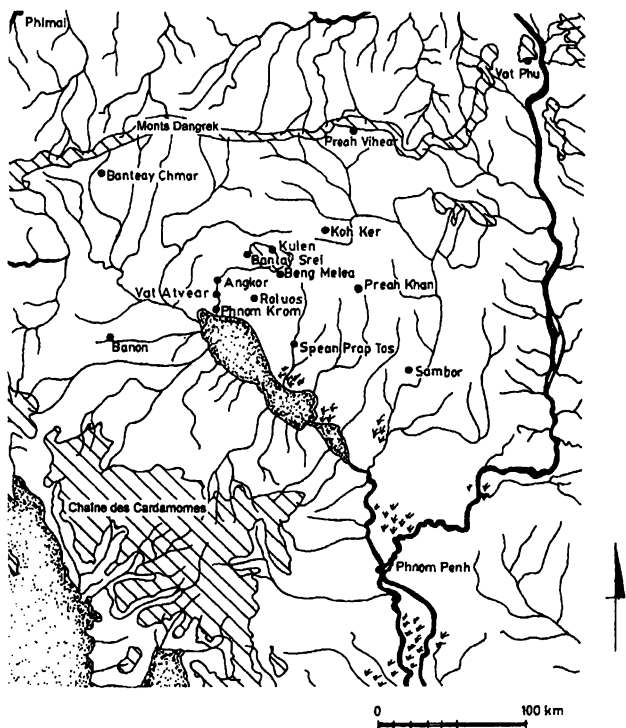 Phimai
Vat Phu
Monts Dangrek
Preah Vihear
Banteay Chmar
Koh Ker
Kulen
Bantay Srei
Beng Melea
Angkor
Preah Khan
Vat Atvear
Roluos
Phnom Krom
Banon
Spean Prap Tos
Sambor
Chaîne des Cardamomes
Phnom Penh
0 100 km